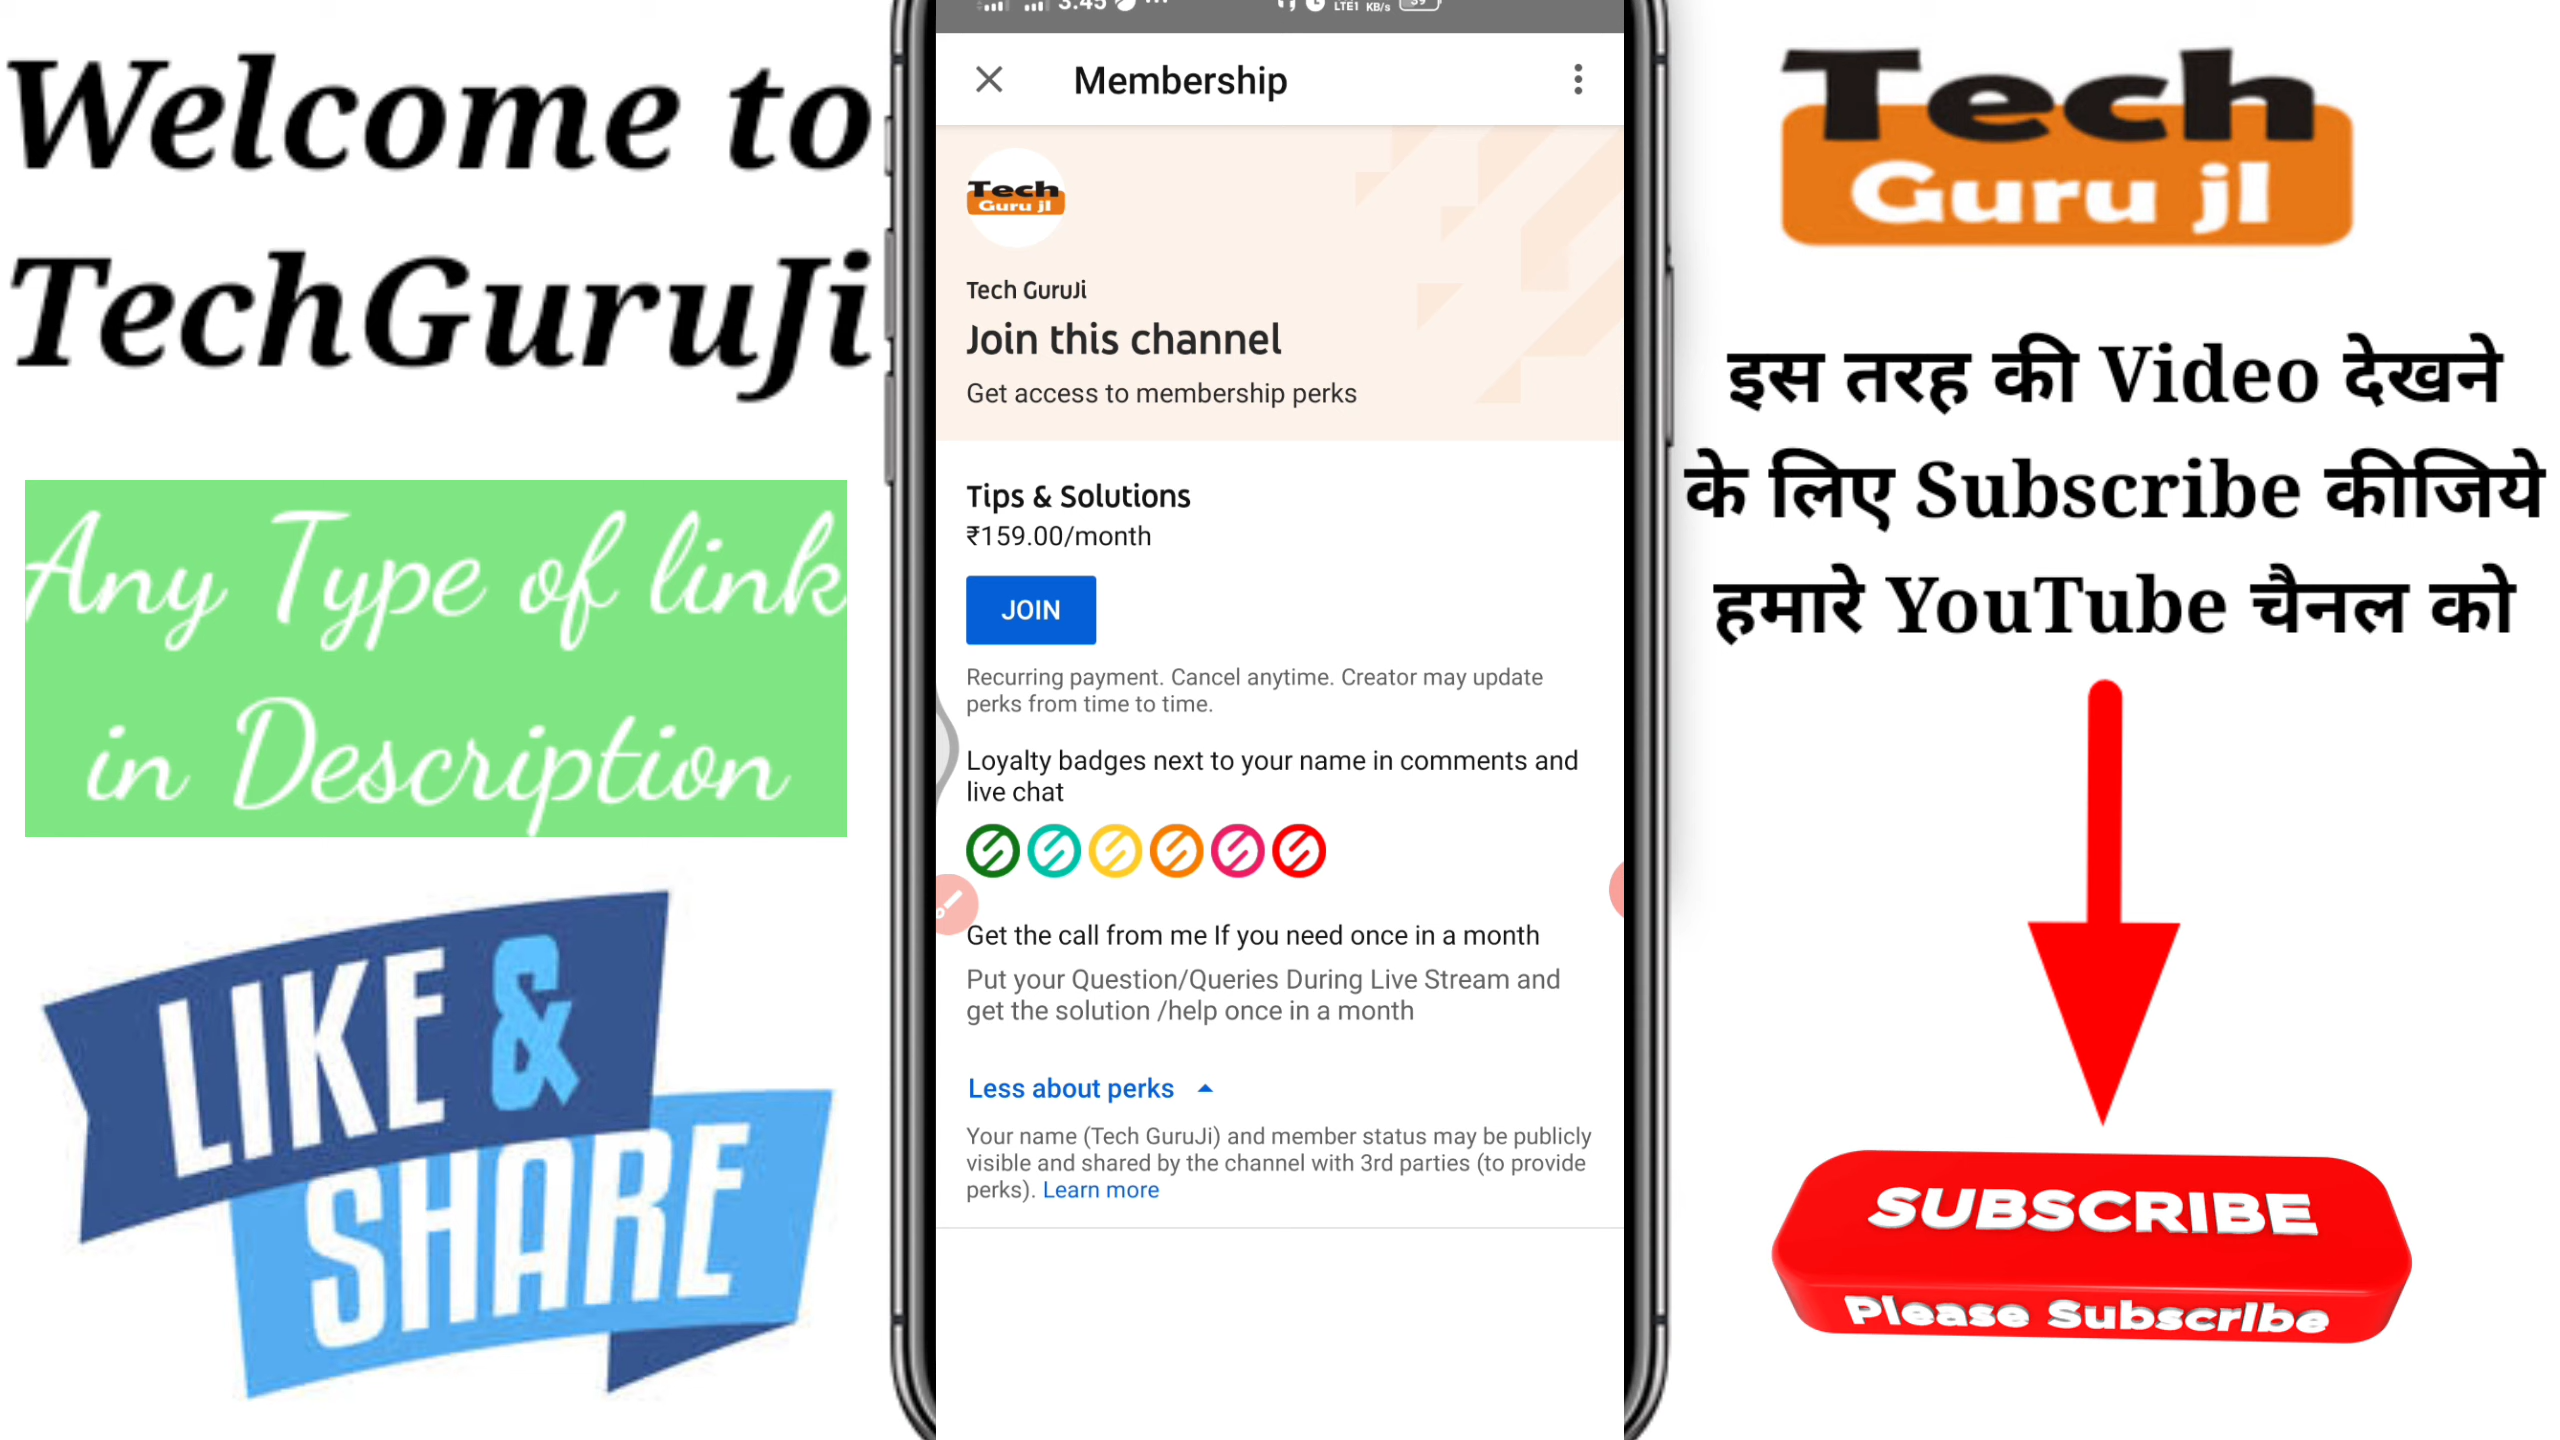 Welcome to
TechGuruJi
Any Type of link
in Description
LIKE &
SHARE
3:45
LTE1 KB/s
Membership
Tech
Guru jI
Tech GuruJi
Join this channel
Get access to membership perks
Tips & Solutions
₹159.00/month
JOIN
Recurring payment. Cancel anytime. Creator may update
perks from time to time.
Loyalty badges next to your name in comments and
live chat
Get the call from me If you need once in a month
Put your Question/Queries During Live Stream and
get the solution /help once in a month
Less about perks
Your name (Tech GuruJi) and member status may be publicly
visible and shared by the channel with 3rd parties (to provide
perks). Learn more
Tech
Guru jI
इस तरह की Video देखने
के लिए Subscribe कीजिये
हमारे YouTube चैनल को
SUBSCRIBE
Please Subscribe